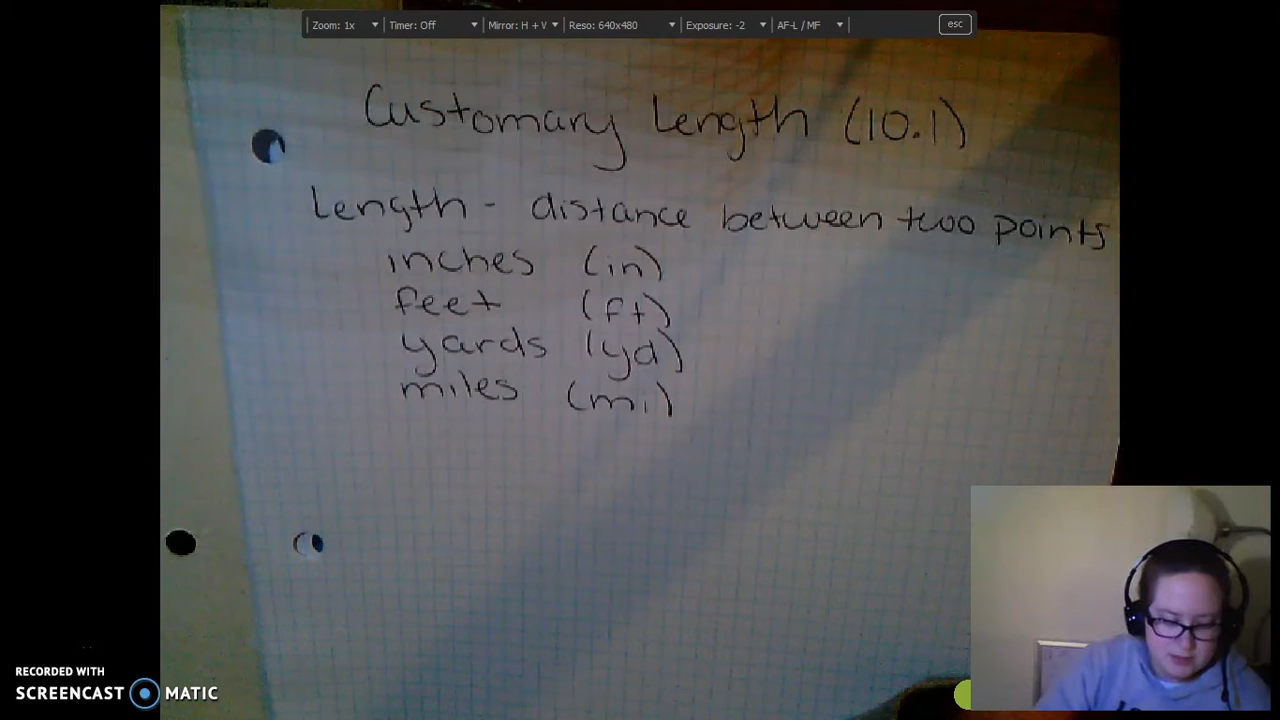 Zoom: 1x Timer: Off Mirror: H + V Reso: 640x480 Exposure: -2 AF-L / MF esc
Customary Length (10.1)
Length - distance between two points
inches (in)
feet (ft)
yards (yd)
miles (mi)
RECORDED WITH
SCREENCAST MATIC